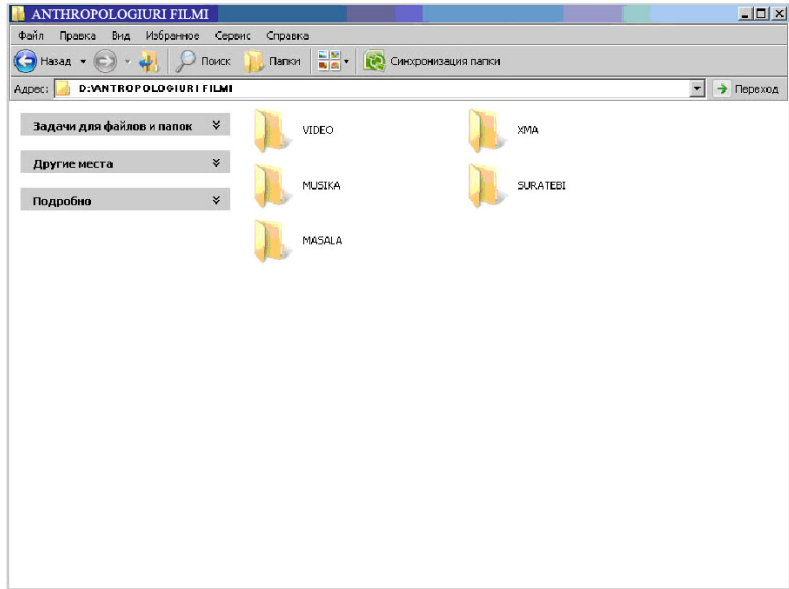 ANTHROPOLOGIURI FILMI
Файл Правка Вид Избранное Сервис Справка
Назад Поиск Папки Синхронизация папки
Адрес: D:\ANTROPOLOGIURI FILMI Переход
Задачи для файлов и папок
Другие места
Подробно
VIDEO XMA
MUSIKA SURATEBI
MASALA